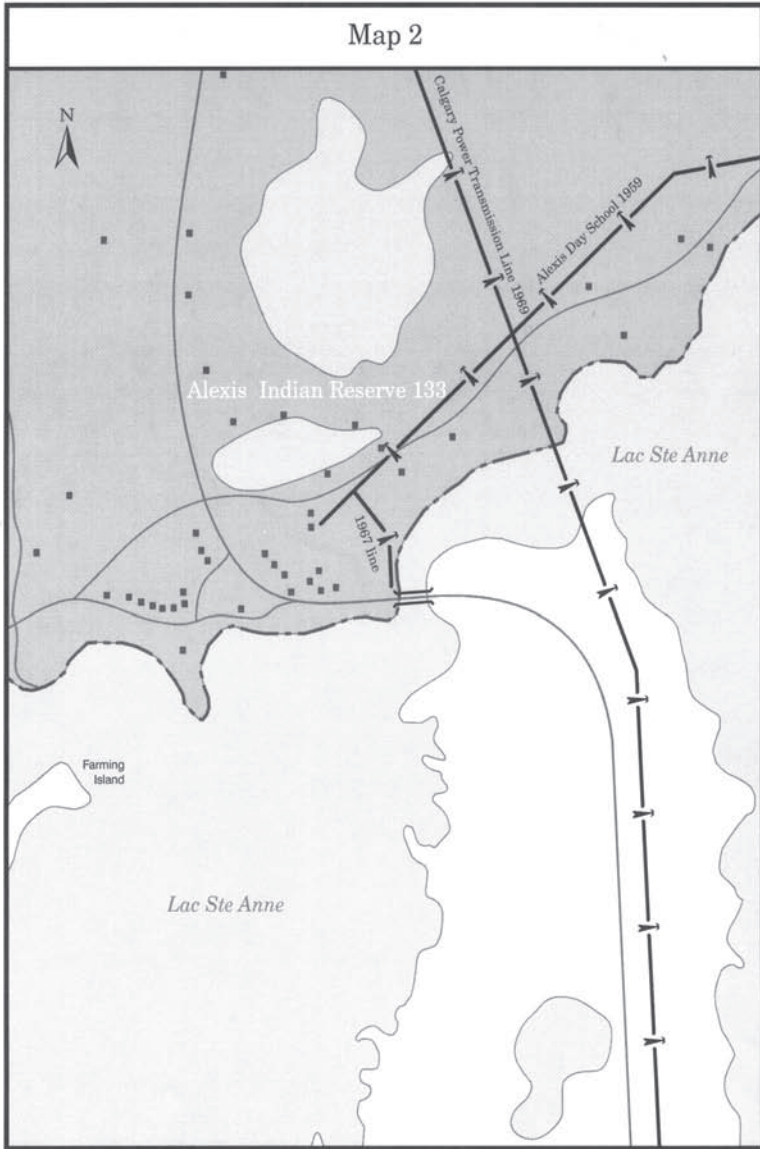 Map 2
N
Calgary Power Transmission Line 1969
Alexis Day School 1959
Alexis Indian Reserve 133
Lac Ste Anne
1967 line
Farming
Island
Lac Ste Anne